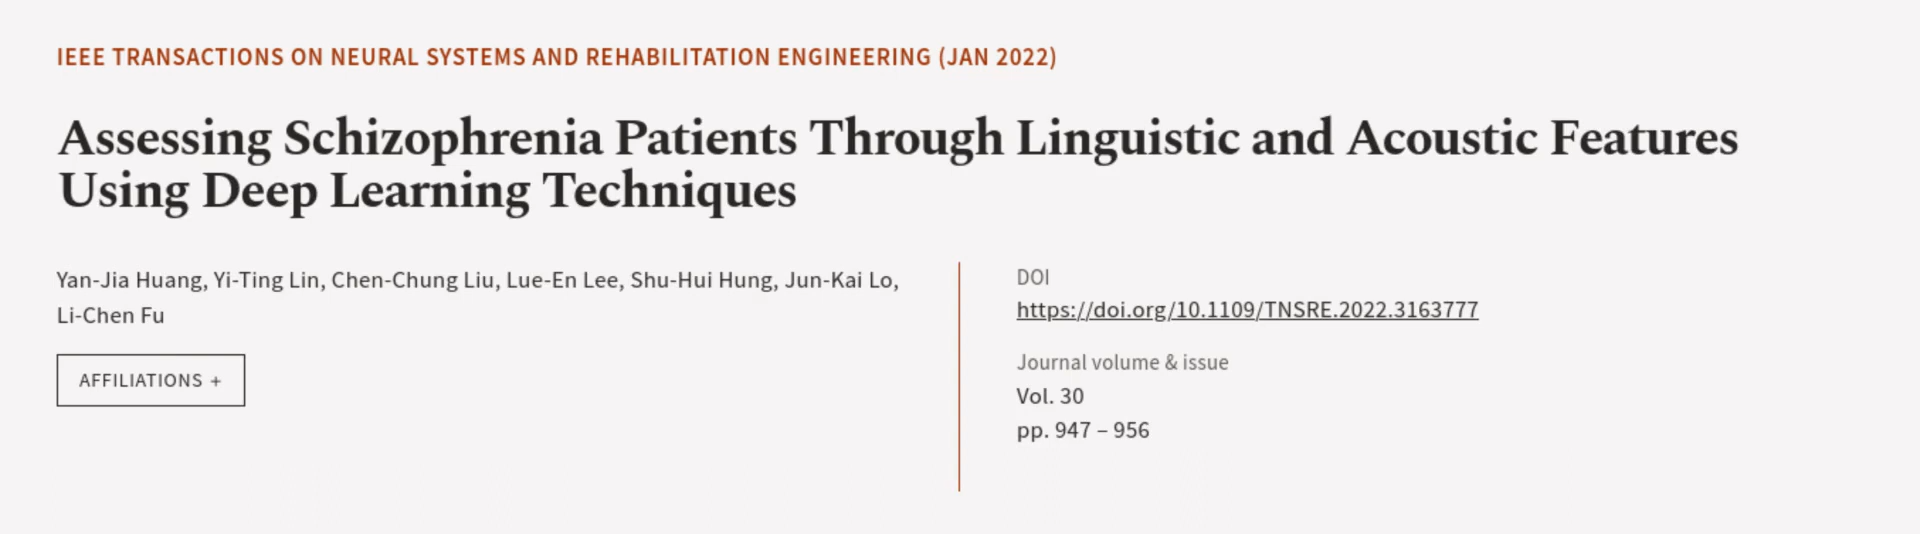 IEEE TRANSACTIONS ON NEURAL SYSTEMS AND REHABILITATION ENGINEERING (JAN 2022)
Assessing Schizophrenia Patients Through Linguistic and Acoustic Features
Using Deep Learning Techniques
Yan-Jia Huang, Yi-Ting Lin, Chen-Chung Liu, Lue-En Lee, Shu-Hui Hung, Jun-Kai Lo,
Li-Chen Fu
AFFILIATIONS +
DOI
https://doi.org/10.1109/TNSRE.2022.3163777
Journal volume & issue
Vol. 30
pp. 947 – 956